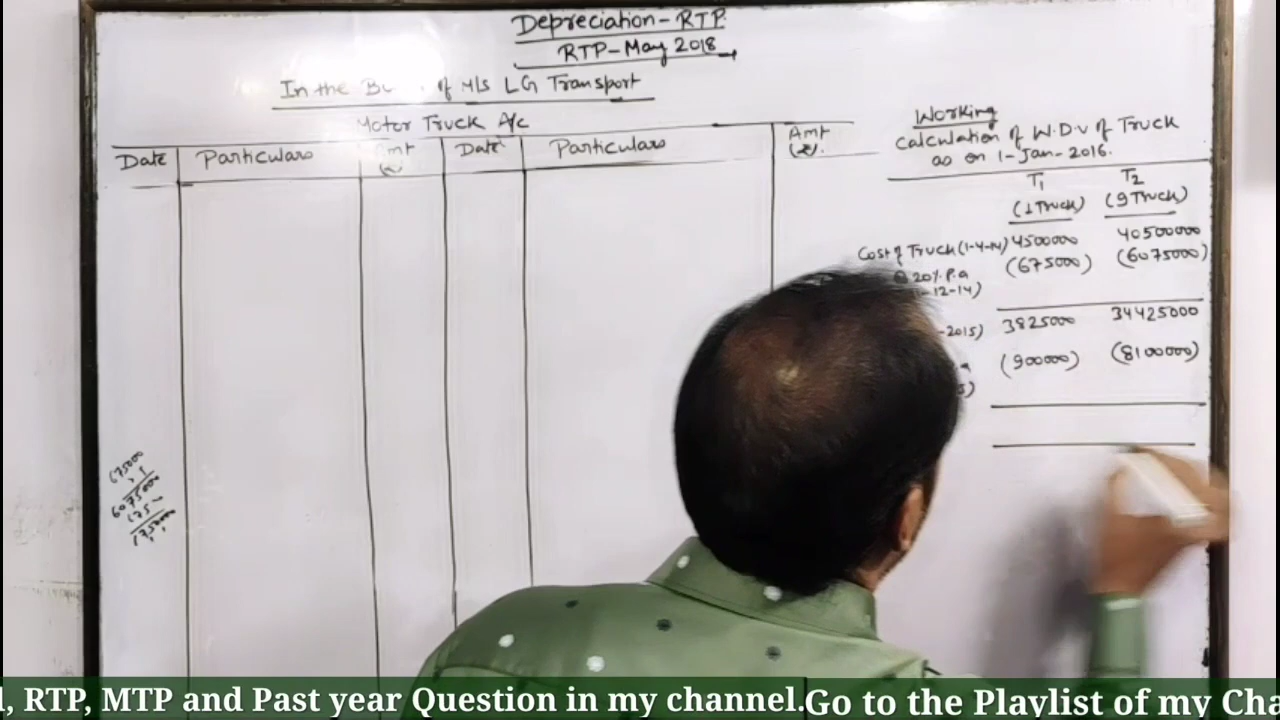 Depreciation-RTP
RTP-May 2018
In the of M/s LG Transport
Motor Truck A/c
Date Particulars Amt Date Particulars Amt
(₹) (₹).
Working
Calculation of W.D.V of Truck
as on 1-Jan-2016.
T1 T2
(1 Truck) (9 Truck)
Cost of Truck (1-4-14) 4500000 40500000
@ 20% P.a (675000) (6075000)
-12-14)
-2015) 3825000 34425000
(900000) (8100000)
675000
6075000
RTP, MTP and Past year Question in my channel. Go to the Playlist of my